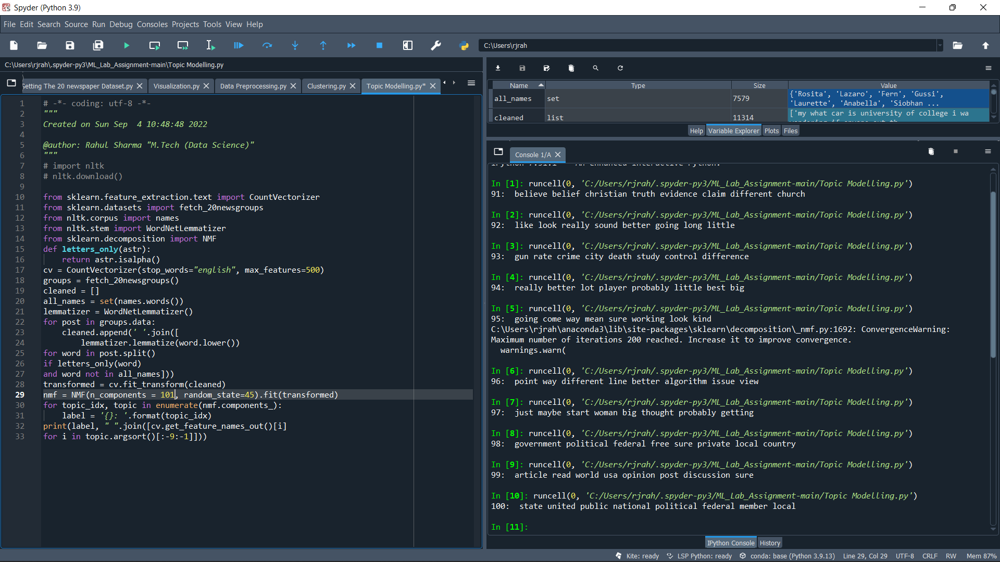 Spyder (Python 3.9)
File Edit Search Source Run Debug Consoles Projects Tools View Help
C:\Users\rjrah
C:\Users\rjrah\.spyder-py3\ML_Lab_Assignment-main\Topic Modelling.py
Getting The 20 newspaper Dataset.py Visualization.py Data Preprocessing.py Clustering.py Topic Modelling.py*
1 # -*- coding: utf-8 -*-
2 """
3 Created on Sun Sep  4 10:48:48 2022
4
5 @author: Rahul Sharma "M.Tech (Data Science)"
6 """
7 # import nltk
8 # nltk.download()
9
10 from sklearn.feature_extraction.text import CountVectorizer
11 from sklearn.datasets import fetch_20newsgroups
12 from nltk.corpus import names
13 from nltk.stem import WordNetLemmatizer
14 from sklearn.decomposition import NMF
15 def letters_only(astr):
16     return astr.isalpha()
17 cv = CountVectorizer(stop_words="english", max_features=500)
18 groups = fetch_20newsgroups()
19 cleaned = []
20 all_names = set(names.words())
21 lemmatizer = WordNetLemmatizer()
22 for post in groups.data:
23     cleaned.append(' '.join([
24         lemmatizer.lemmatize(word.lower())
25 for word in post.split()
26 if letters_only(word)
27 and word not in all_names]))
28 transformed = cv.fit_transform(cleaned)
29 nmf = NMF(n_components = 101, random_state=45).fit(transformed)
30 for topic_idx, topic in enumerate(nmf.components_):
31     label = '{}: '.format(topic_idx)
32 print(label, " ".join([cv.get_feature_names_out()[i]
33 for i in topic.argsort()[:-9:-1]]))
Name Type Size Value
all_names set 7579 {'Rosita', 'Lazaro', 'Fern', 'Gussi',
'Laurette', 'Anabella', 'Siobhan ...
cleaned list 11314 ['my what car is university of college i wa
wondering if anyone out th
Help Variable Explorer Plots Files
Console 1/A
IPython 7.31.1 -- An enhanced Interactive Python.
In [1]: runcell(0, 'C:/Users/rjrah/.spyder-py3/ML_Lab_Assignment-main/Topic Modelling.py')
91:  believe belief christian truth evidence claim different church
In [2]: runcell(0, 'C:/Users/rjrah/.spyder-py3/ML_Lab_Assignment-main/Topic Modelling.py')
92:  like look really sound better going long little
In [3]: runcell(0, 'C:/Users/rjrah/.spyder-py3/ML_Lab_Assignment-main/Topic Modelling.py')
93:  gun rate crime city death study control difference
In [4]: runcell(0, 'C:/Users/rjrah/.spyder-py3/ML_Lab_Assignment-main/Topic Modelling.py')
94:  really better lot player probably little best big
In [5]: runcell(0, 'C:/Users/rjrah/.spyder-py3/ML_Lab_Assignment-main/Topic Modelling.py')
95:  going come way mean sure working look kind
C:\Users\rjrah\anaconda3\lib\site-packages\sklearn\decomposition\_nmf.py:1692: ConvergenceWarning:
Maximum number of iterations 200 reached. Increase it to improve convergence.
  warnings.warn(
In [6]: runcell(0, 'C:/Users/rjrah/.spyder-py3/ML_Lab_Assignment-main/Topic Modelling.py')
96:  point way different line better algorithm issue view
In [7]: runcell(0, 'C:/Users/rjrah/.spyder-py3/ML_Lab_Assignment-main/Topic Modelling.py')
97:  just maybe start woman big thought probably getting
In [8]: runcell(0, 'C:/Users/rjrah/.spyder-py3/ML_Lab_Assignment-main/Topic Modelling.py')
98:  government political federal free sure private local country
In [9]: runcell(0, 'C:/Users/rjrah/.spyder-py3/ML_Lab_Assignment-main/Topic Modelling.py')
99:  article read world usa opinion post discussion sure
In [10]: runcell(0, 'C:/Users/rjrah/.spyder-py3/ML_Lab_Assignment-main/Topic Modelling.py')
100:  state united public national political federal member local
In [11]:
IPython Console History
Kite: ready LSP Python: ready conda: base (Python 3.9.13) Line 29, Col 29 UTF-8 CRLF RW Mem 87%